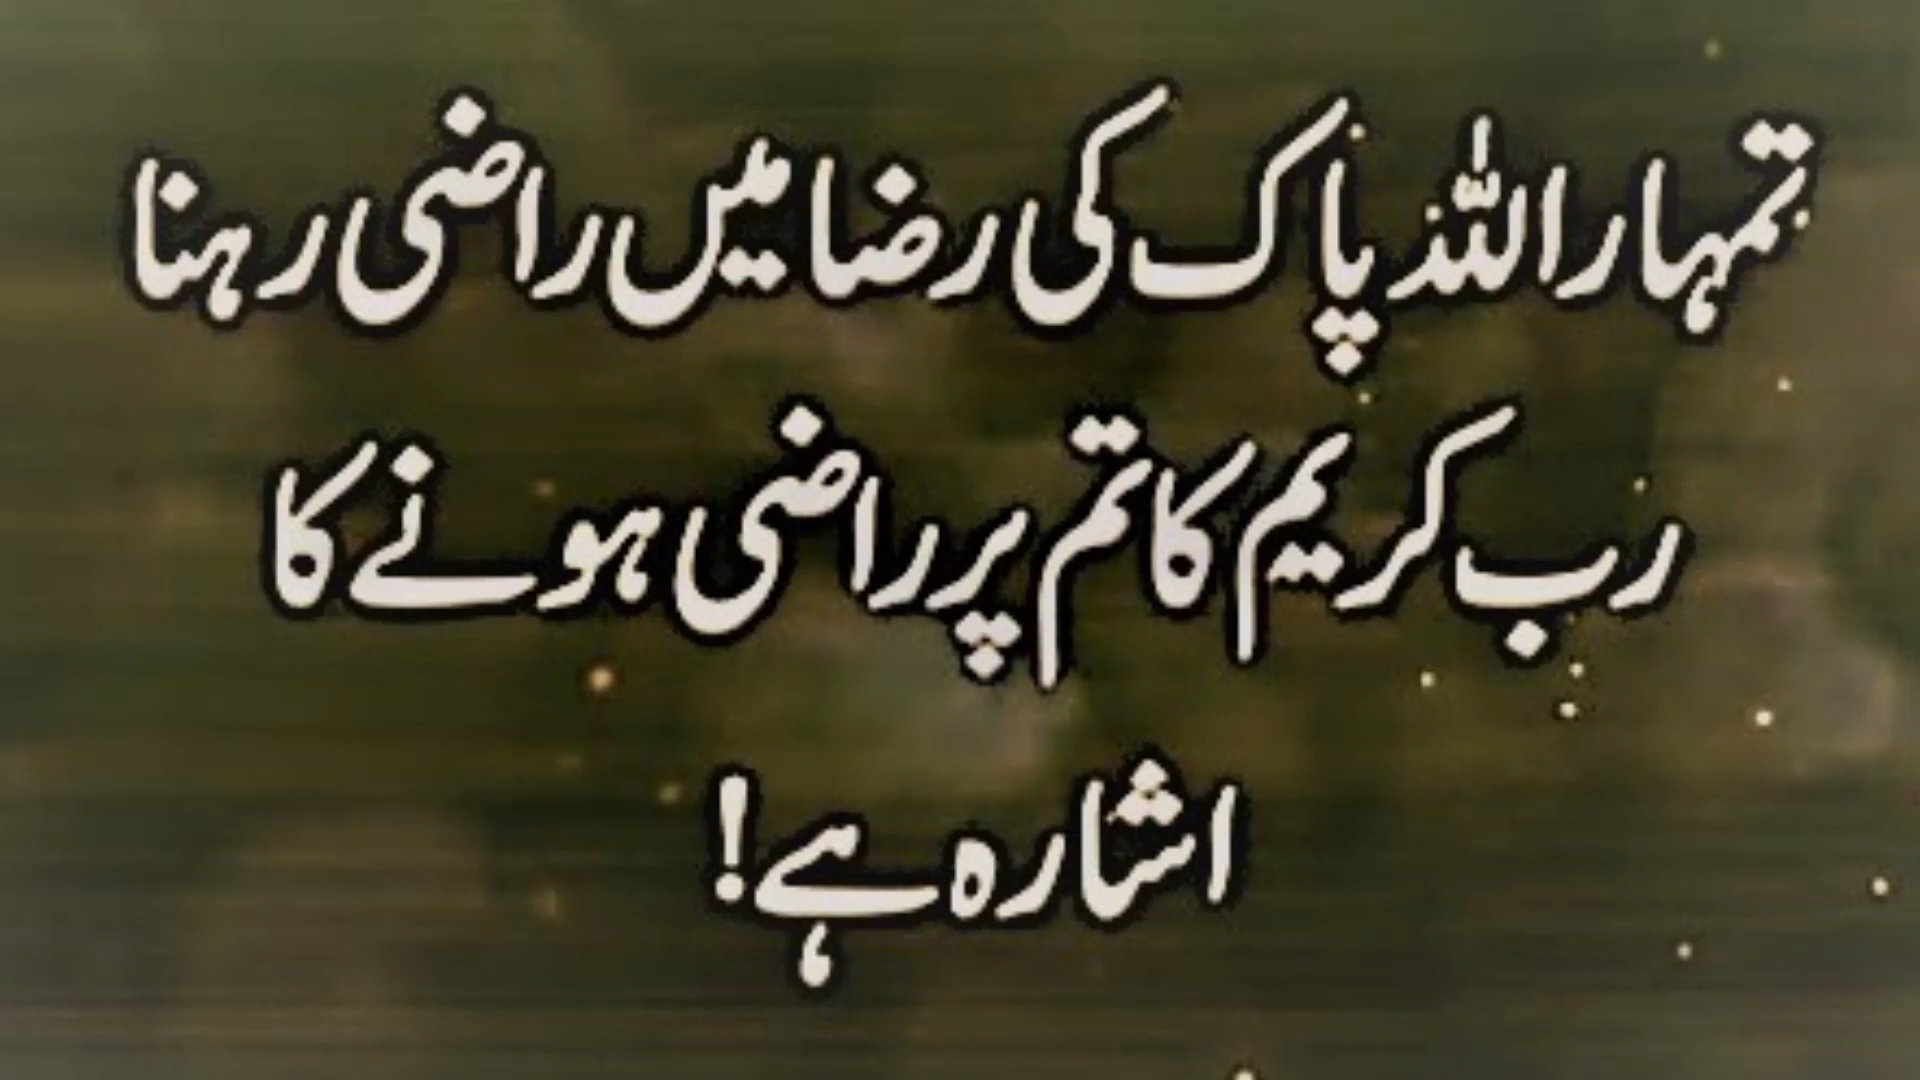 تمہارا اللہ پاک کی رضا میں راضی رہنا
رب کریم کا تم پر راضی ہونے کا
اشارہ ہے!